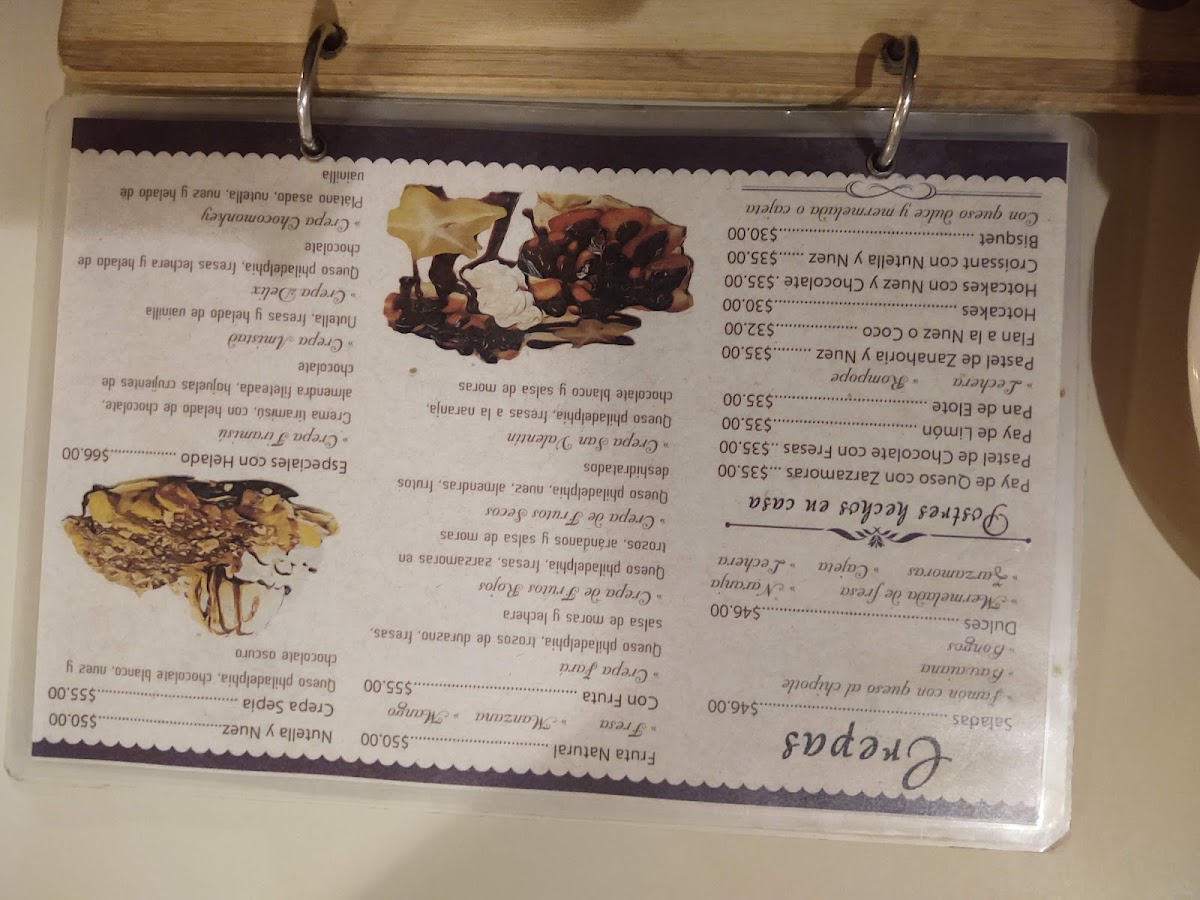 Crepas
Saladas ........................................$46.00
» Jamón con queso al chipotle
» Hawaiana
» Hongos
Dulces ..........................................$46.00
» Mermelada de fresa » Naranja
» Zarzamoras » Cajeta » Lechera
Postres hechos en casa
Pay de Queso con Zarzamoras ...$35.00
Pastel de Chocolate con Fresas ..$35.00
Pay de Limón ..................................$35.00
Pan de Elote ...................................$35.00
» Lechera » Rompope
Pastel de Zanahoria y Nuez ........$35.00
Flan a la Nuez o Coco ..................$32.00
Hotcakes .......................................$30.00
Hotcakes con Nuez y Chocolate .$35.00
Croissant con Nutella y Nuez ......$35.00
Bisquet ..........................................$30.00
Con queso dulce y mermelada o cajeta
Fruta Natural ..............................$50.00
» Fresa » Manzana » Mango
Con Fruta ....................................$55.00
» Crepa Fara
Queso philadelphia, trozos de durazno, fresas,
salsa de moras y lechera
» Crepa de Frutos Rojos
Queso philadelphia, fresas, zarzamoras en
trozos, arándanos y salsa de moras
» Crepa de Frutos Secos
Queso philadelphia, nuez, almendras, frutos
deshidratados
» Crepa San Valentín
Queso philadelphia, fresas a la naranja,
chocolate blanco y salsa de moras
Nutella y Nuez.........................$50.00
Crepa Sepia ............................$55.00
Queso philadelphia, chocolate blanco, nuez y
chocolate oscuro
Especiales con Helado .................$66.00
» Crepa Tiramisú
Crema tiramisú, con helado de chocolate,
almendra fileteada, hojuelas crujientes de
chocolate
» Crepa Amistad
Nutella, fresas y helado de vainilla
» Crepa Delix
Queso philadelphia, fresas lechera y helado de
chocolate
» Crepa Chocomonkey
Plátano asado, nutella, nuez y helado de
vainilla